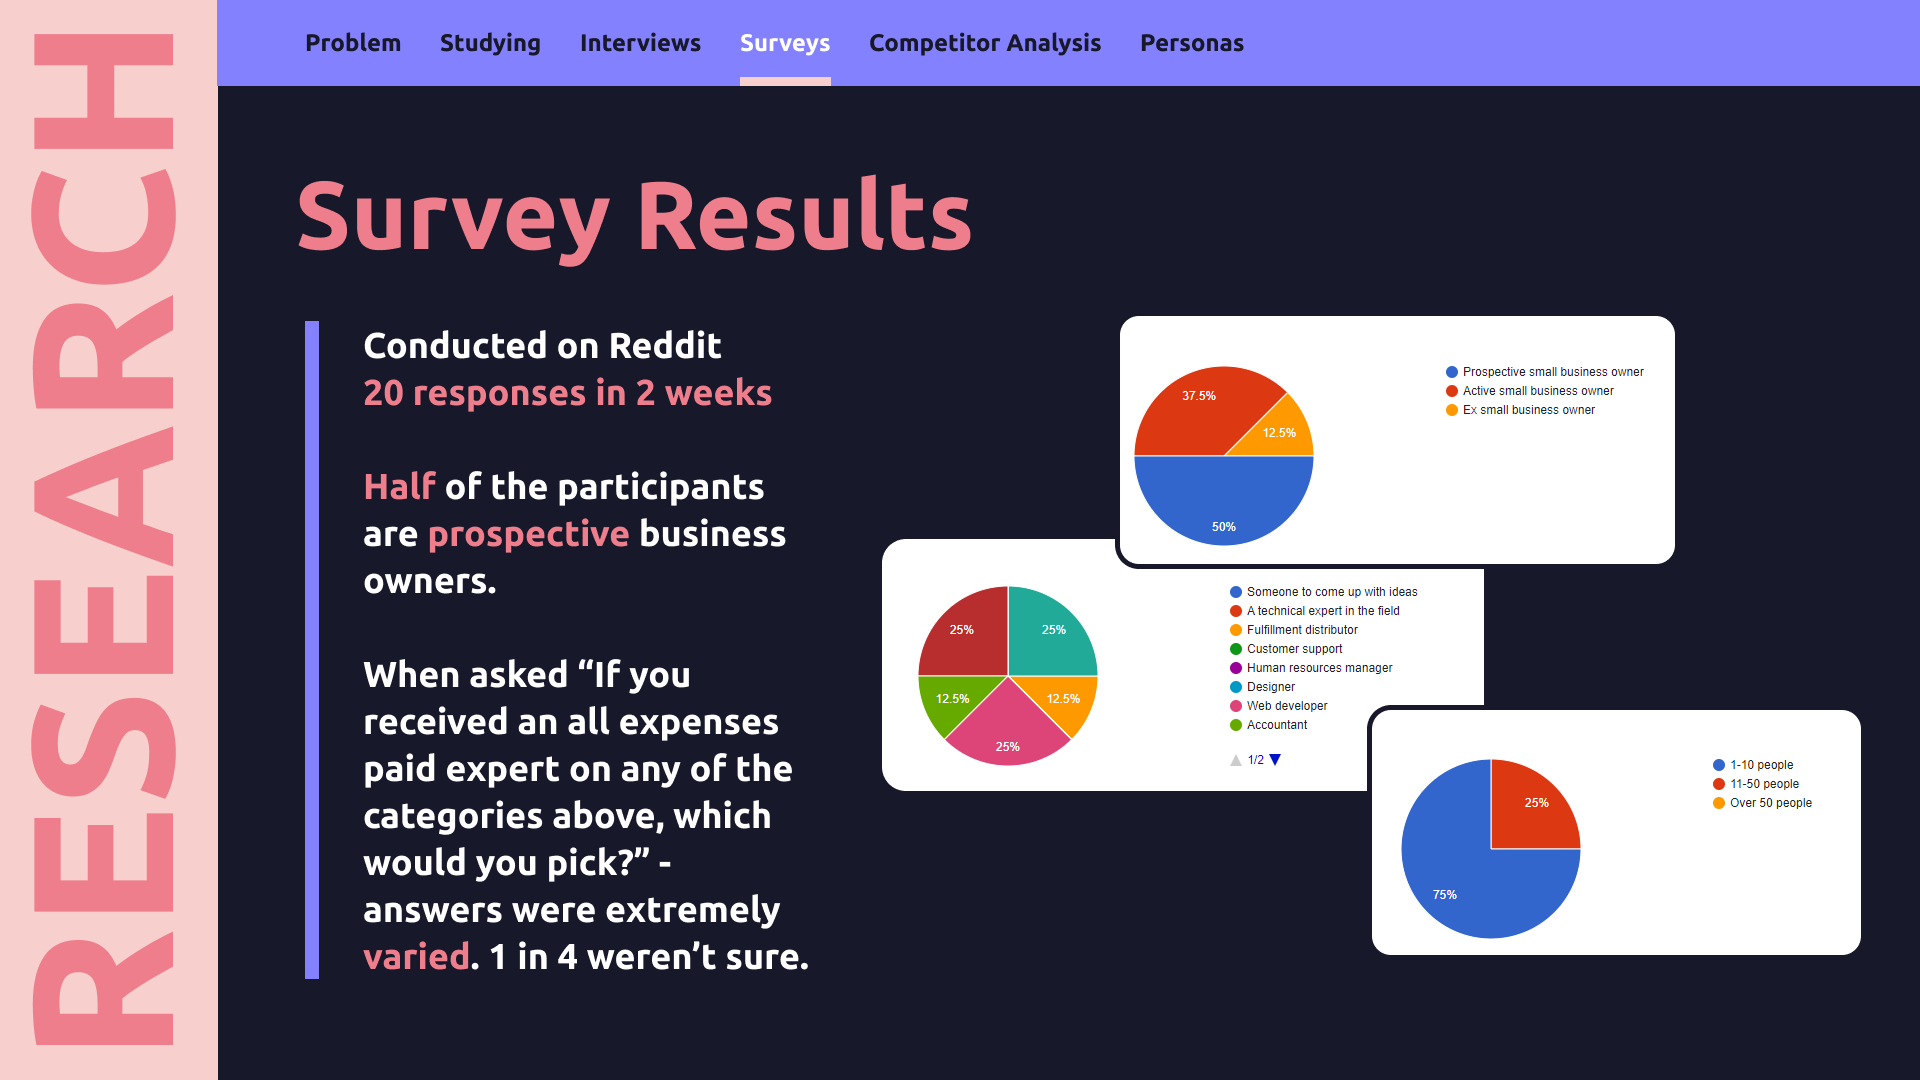 RESEARCH
Problem
Studying
Interviews
Surveys
Competitor Analysis
Personas
Survey Results
Conducted on Reddit
20 responses in 2 weeks
Half of the participants
are prospective business
owners.
When asked “If you
received an all expenses
paid expert on any of the
categories above, which
would you pick?” -
answers were extremely
varied. 1 in 4 weren’t sure.
37.5%
12.5%
50%
Prospective small business owner
Active small business owner
Ex small business owner
25%
25%
12.5%
12.5%
25%
Someone to come up with ideas
A technical expert in the field
Fulfillment distributor
Customer support
Human resources manager
Designer
Web developer
Accountant
1/2
25%
75%
1-10 people
11-50 people
Over 50 people